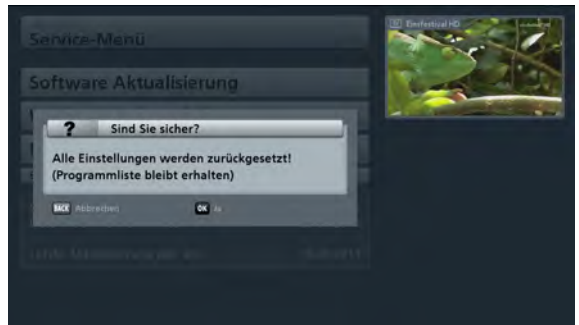 Service-Menü
Einsfestival HD
Software Aktualisierung
? Sind Sie sicher?
Alle Einstellungen werden zurückgesetzt!
(Programmliste bleibt erhalten)
BACK Abbrechen OK Ja